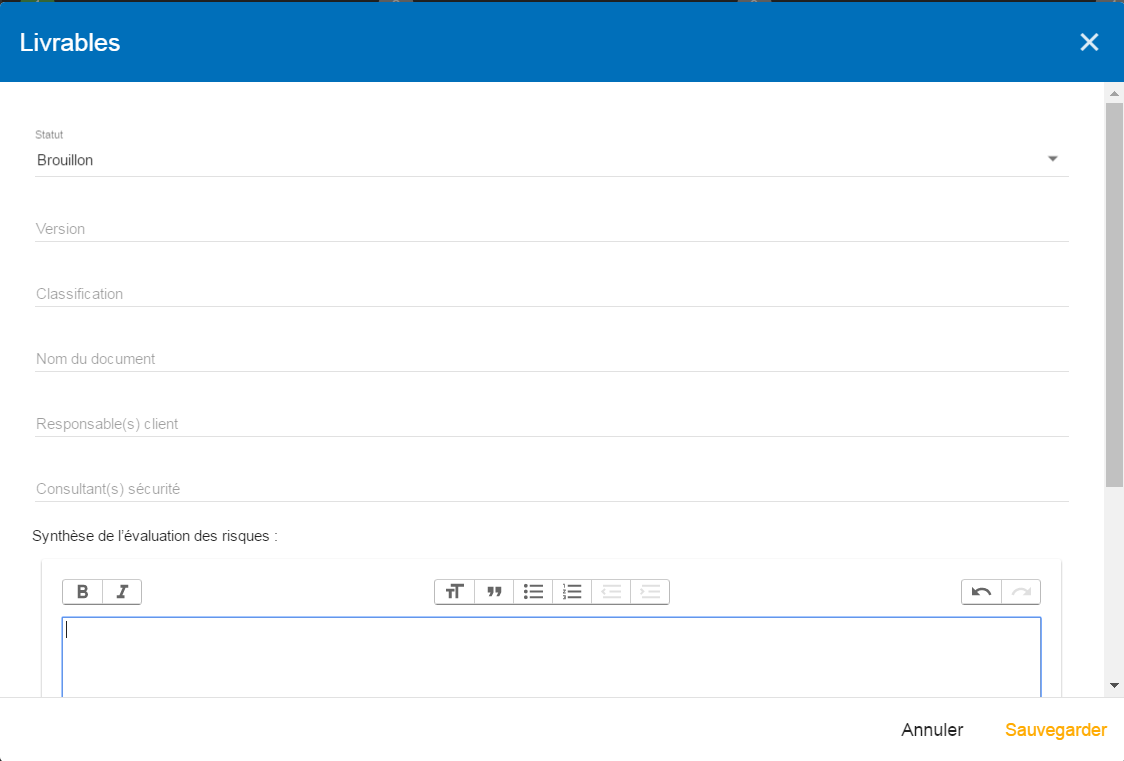 Livrables
Statut
Brouillon
Version
Classification
Nom du document
Responsable(s) client
Consultant(s) sécurité
Synthèse de l'évaluation des risques :
B I
Annuler Sauvegarder